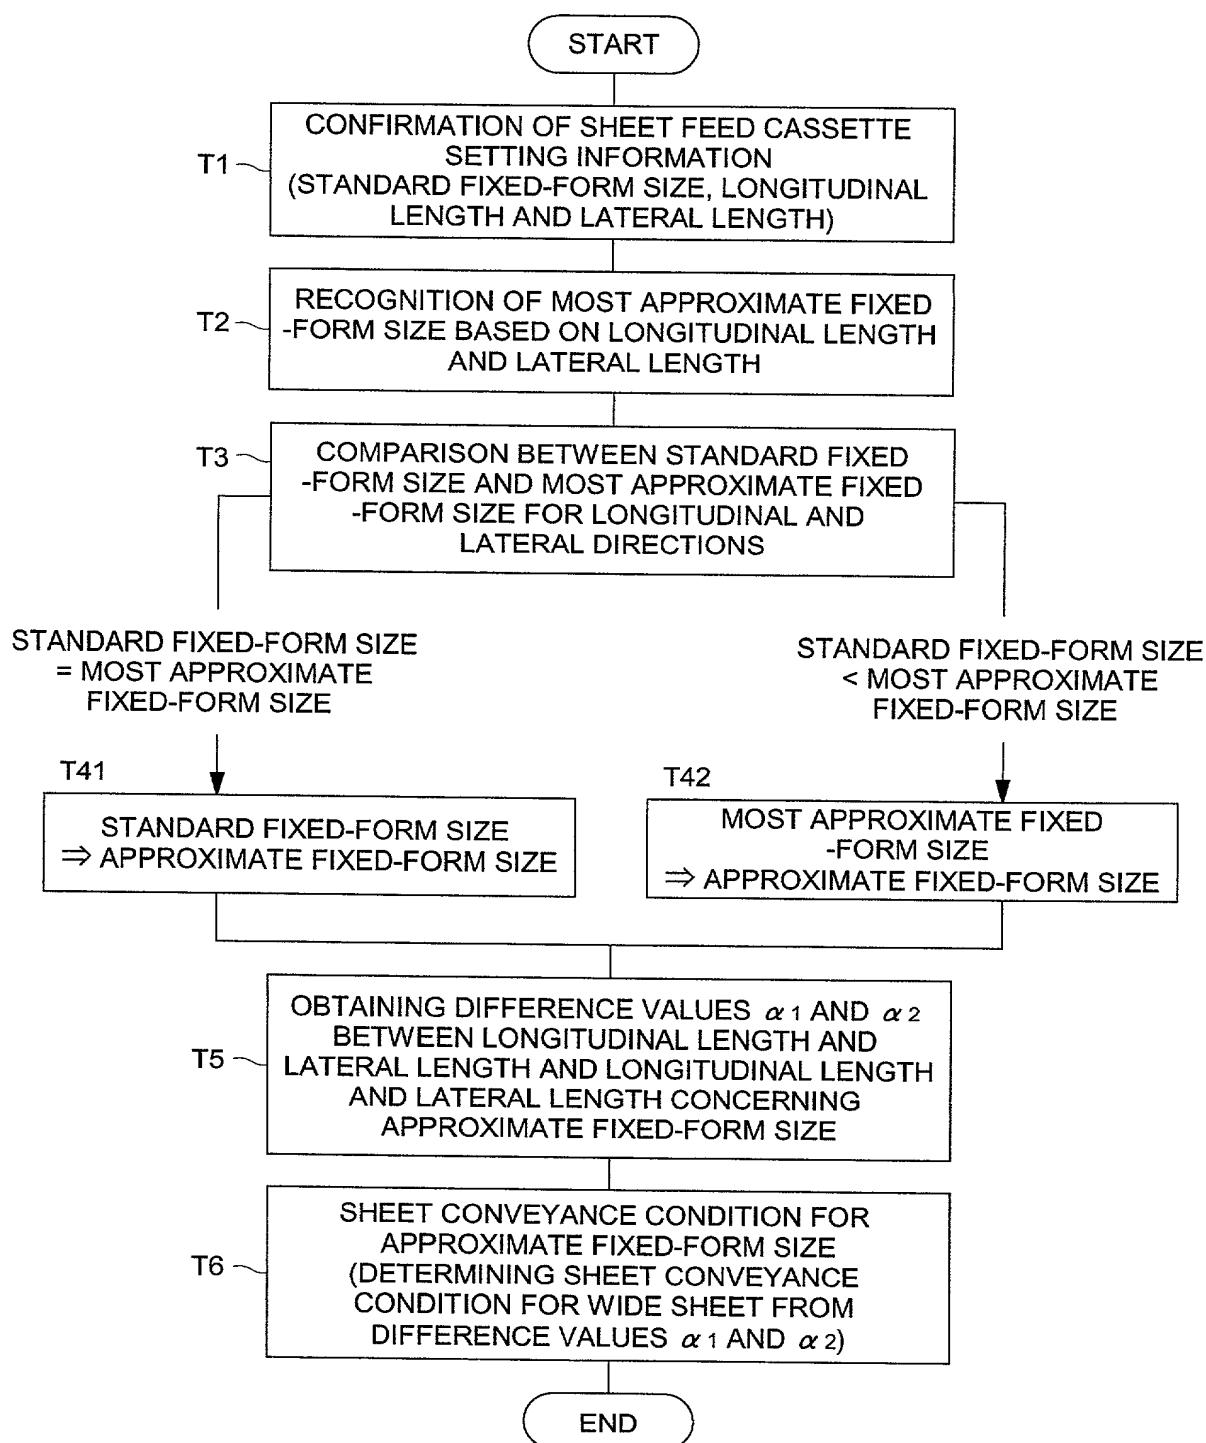 START
T1
CONFIRMATION OF SHEET FEED CASSETTE
SETTING INFORMATION
(STANDARD FIXED-FORM SIZE, LONGITUDINAL
LENGTH AND LATERAL LENGTH)
T2
RECOGNITION OF MOST APPROXIMATE FIXED
-FORM SIZE BASED ON LONGITUDINAL LENGTH
AND LATERAL LENGTH
T3
COMPARISON BETWEEN STANDARD FIXED
-FORM SIZE AND MOST APPROXIMATE FIXED
-FORM SIZE FOR LONGITUDINAL AND
LATERAL DIRECTIONS
STANDARD FIXED-FORM SIZE
= MOST APPROXIMATE
FIXED-FORM SIZE
STANDARD FIXED-FORM SIZE
< MOST APPROXIMATE
FIXED-FORM SIZE
T41
STANDARD FIXED-FORM SIZE
⇒ APPROXIMATE FIXED-FORM SIZE
T42
MOST APPROXIMATE FIXED
-FORM SIZE
⇒ APPROXIMATE FIXED-FORM SIZE
T5
OBTAINING DIFFERENCE VALUES α1 AND α2
BETWEEN LONGITUDINAL LENGTH AND
LATERAL LENGTH AND LONGITUDINAL LENGTH
AND LATERAL LENGTH CONCERNING
APPROXIMATE FIXED-FORM SIZE
T6
SHEET CONVEYANCE CONDITION FOR
APPROXIMATE FIXED-FORM SIZE
(DETERMINING SHEET CONVEYANCE
CONDITION FOR WIDE SHEET FROM
DIFFERENCE VALUES α1 AND α2)
END